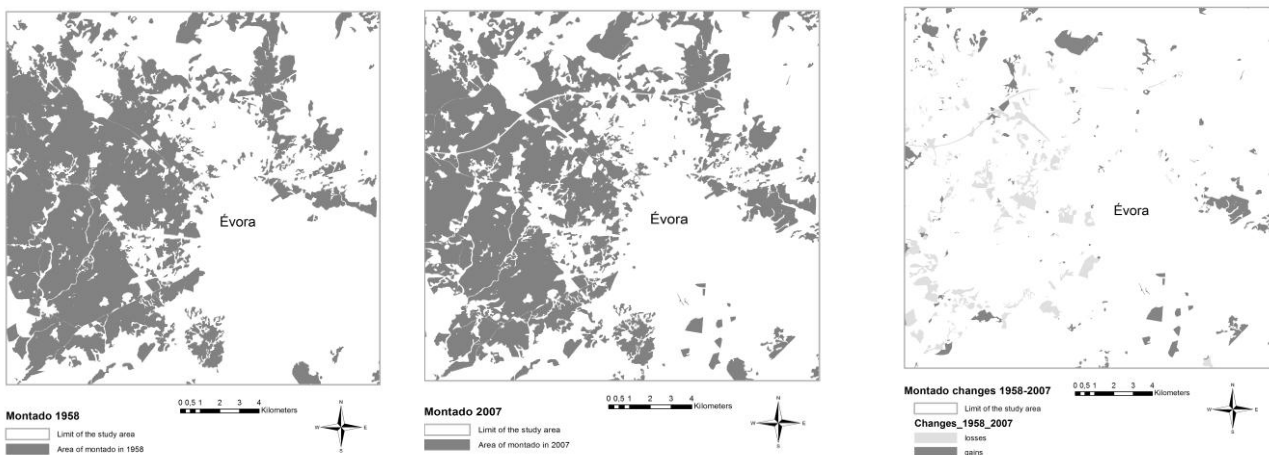 Évora
Montado 1958
0 0,5 1 2 3 4
Kilometers
Limit of the study area
Area of montado in 1958
N
W E
S
Évora
Montado 2007
0 0,5 1 2 3 4
Kilometers
Limit of the study area
Area of montado in 2007
N
W E
S
Évora
Montado changes 1958-2007
0 0,5 1 2 3 4
Kilometers
Limit of the study area
Changes_1958_2007
losses
gains
N
W E
S